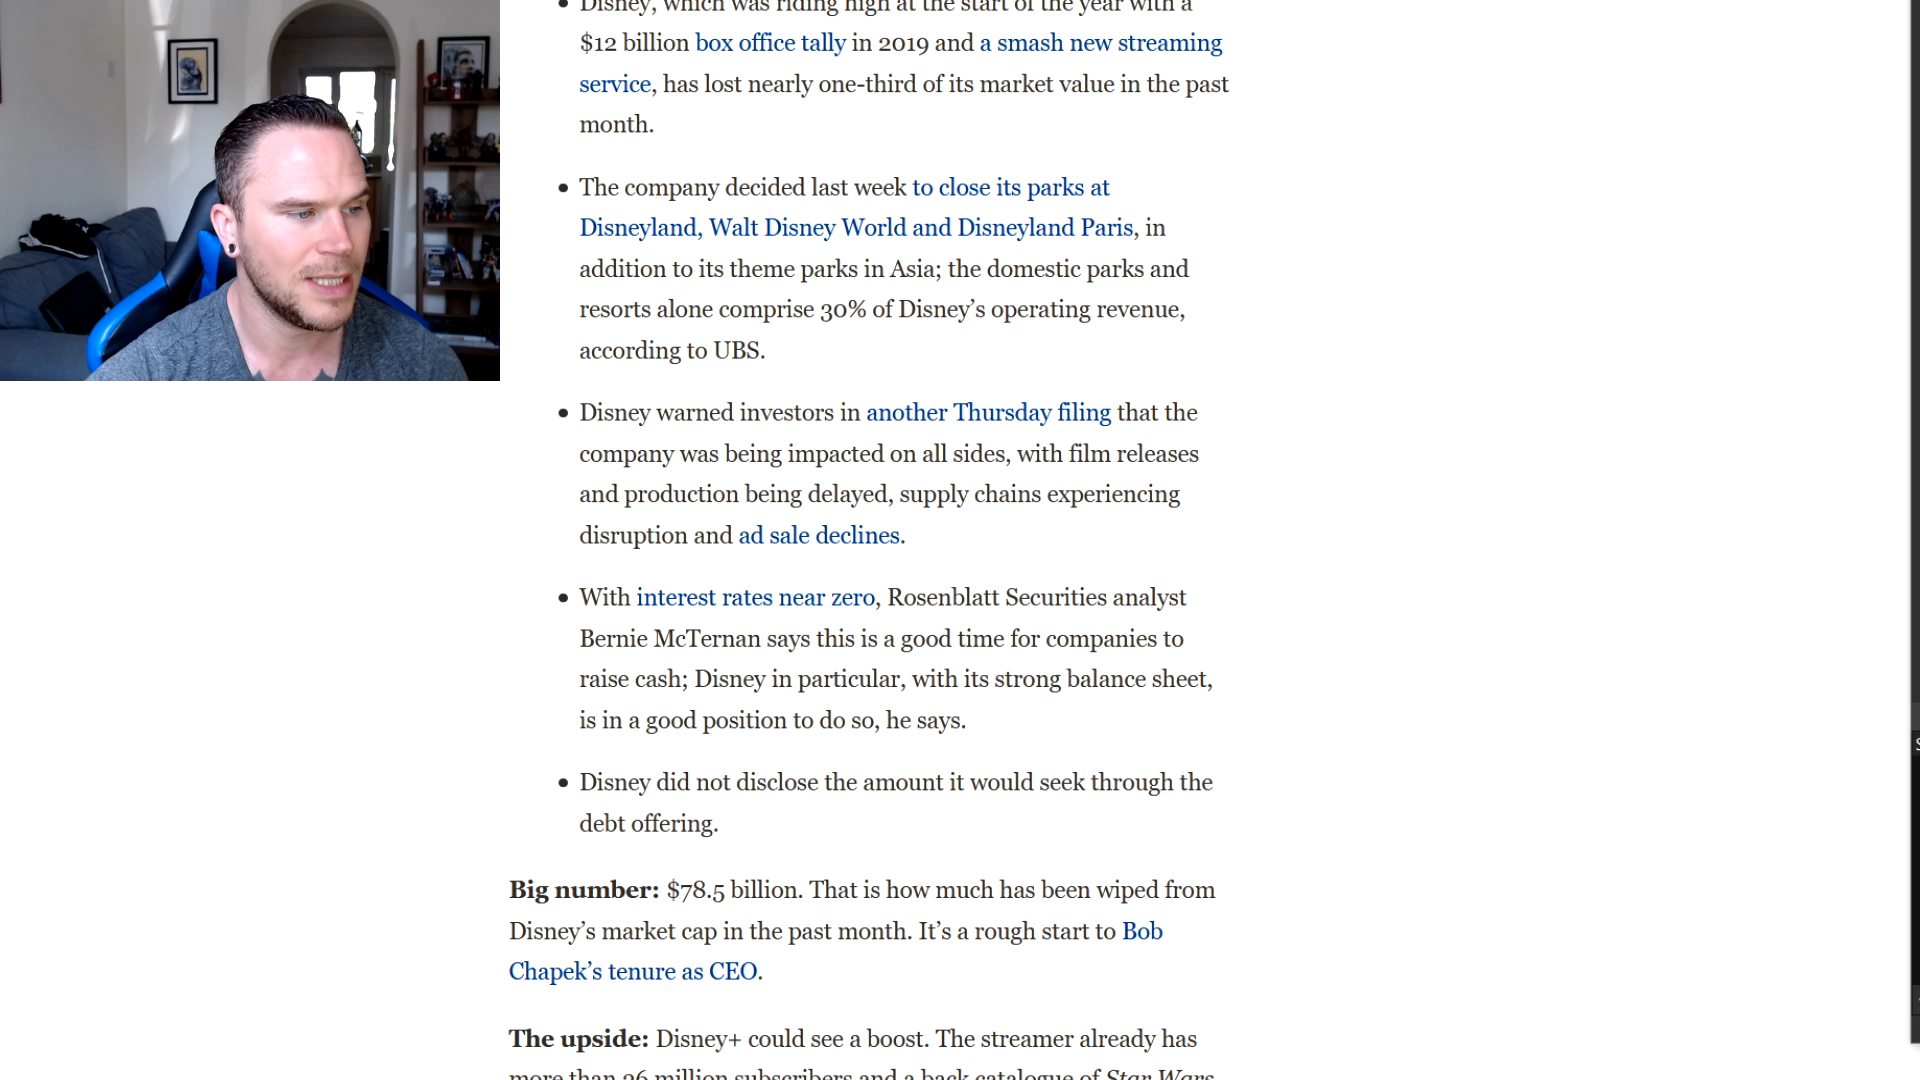 Disney, which was riding high at the start of the year with a
$12 billion box office tally in 2019 and a smash new streaming
service, has lost nearly one-third of its market value in the past
month.
The company decided last week to close its parks at
Disneyland, Walt Disney World and Disneyland Paris, in
addition to its theme parks in Asia; the domestic parks and
resorts alone comprise 30% of Disney’s operating revenue,
according to UBS.
Disney warned investors in another Thursday filing that the
company was being impacted on all sides, with film releases
and production being delayed, supply chains experiencing
disruption and ad sale declines.
With interest rates near zero, Rosenblatt Securities analyst
Bernie McTernan says this is a good time for companies to
raise cash; Disney in particular, with its strong balance sheet,
is in a good position to do so, he says.
Disney did not disclose the amount it would seek through the
debt offering.
Big number: $78.5 billion. That is how much has been wiped from
Disney’s market cap in the past month. It’s a rough start to Bob
Chapek’s tenure as CEO.
The upside: Disney+ could see a boost. The streamer already has
more than 26 million subscribers and a back catalogue of Star Wars,